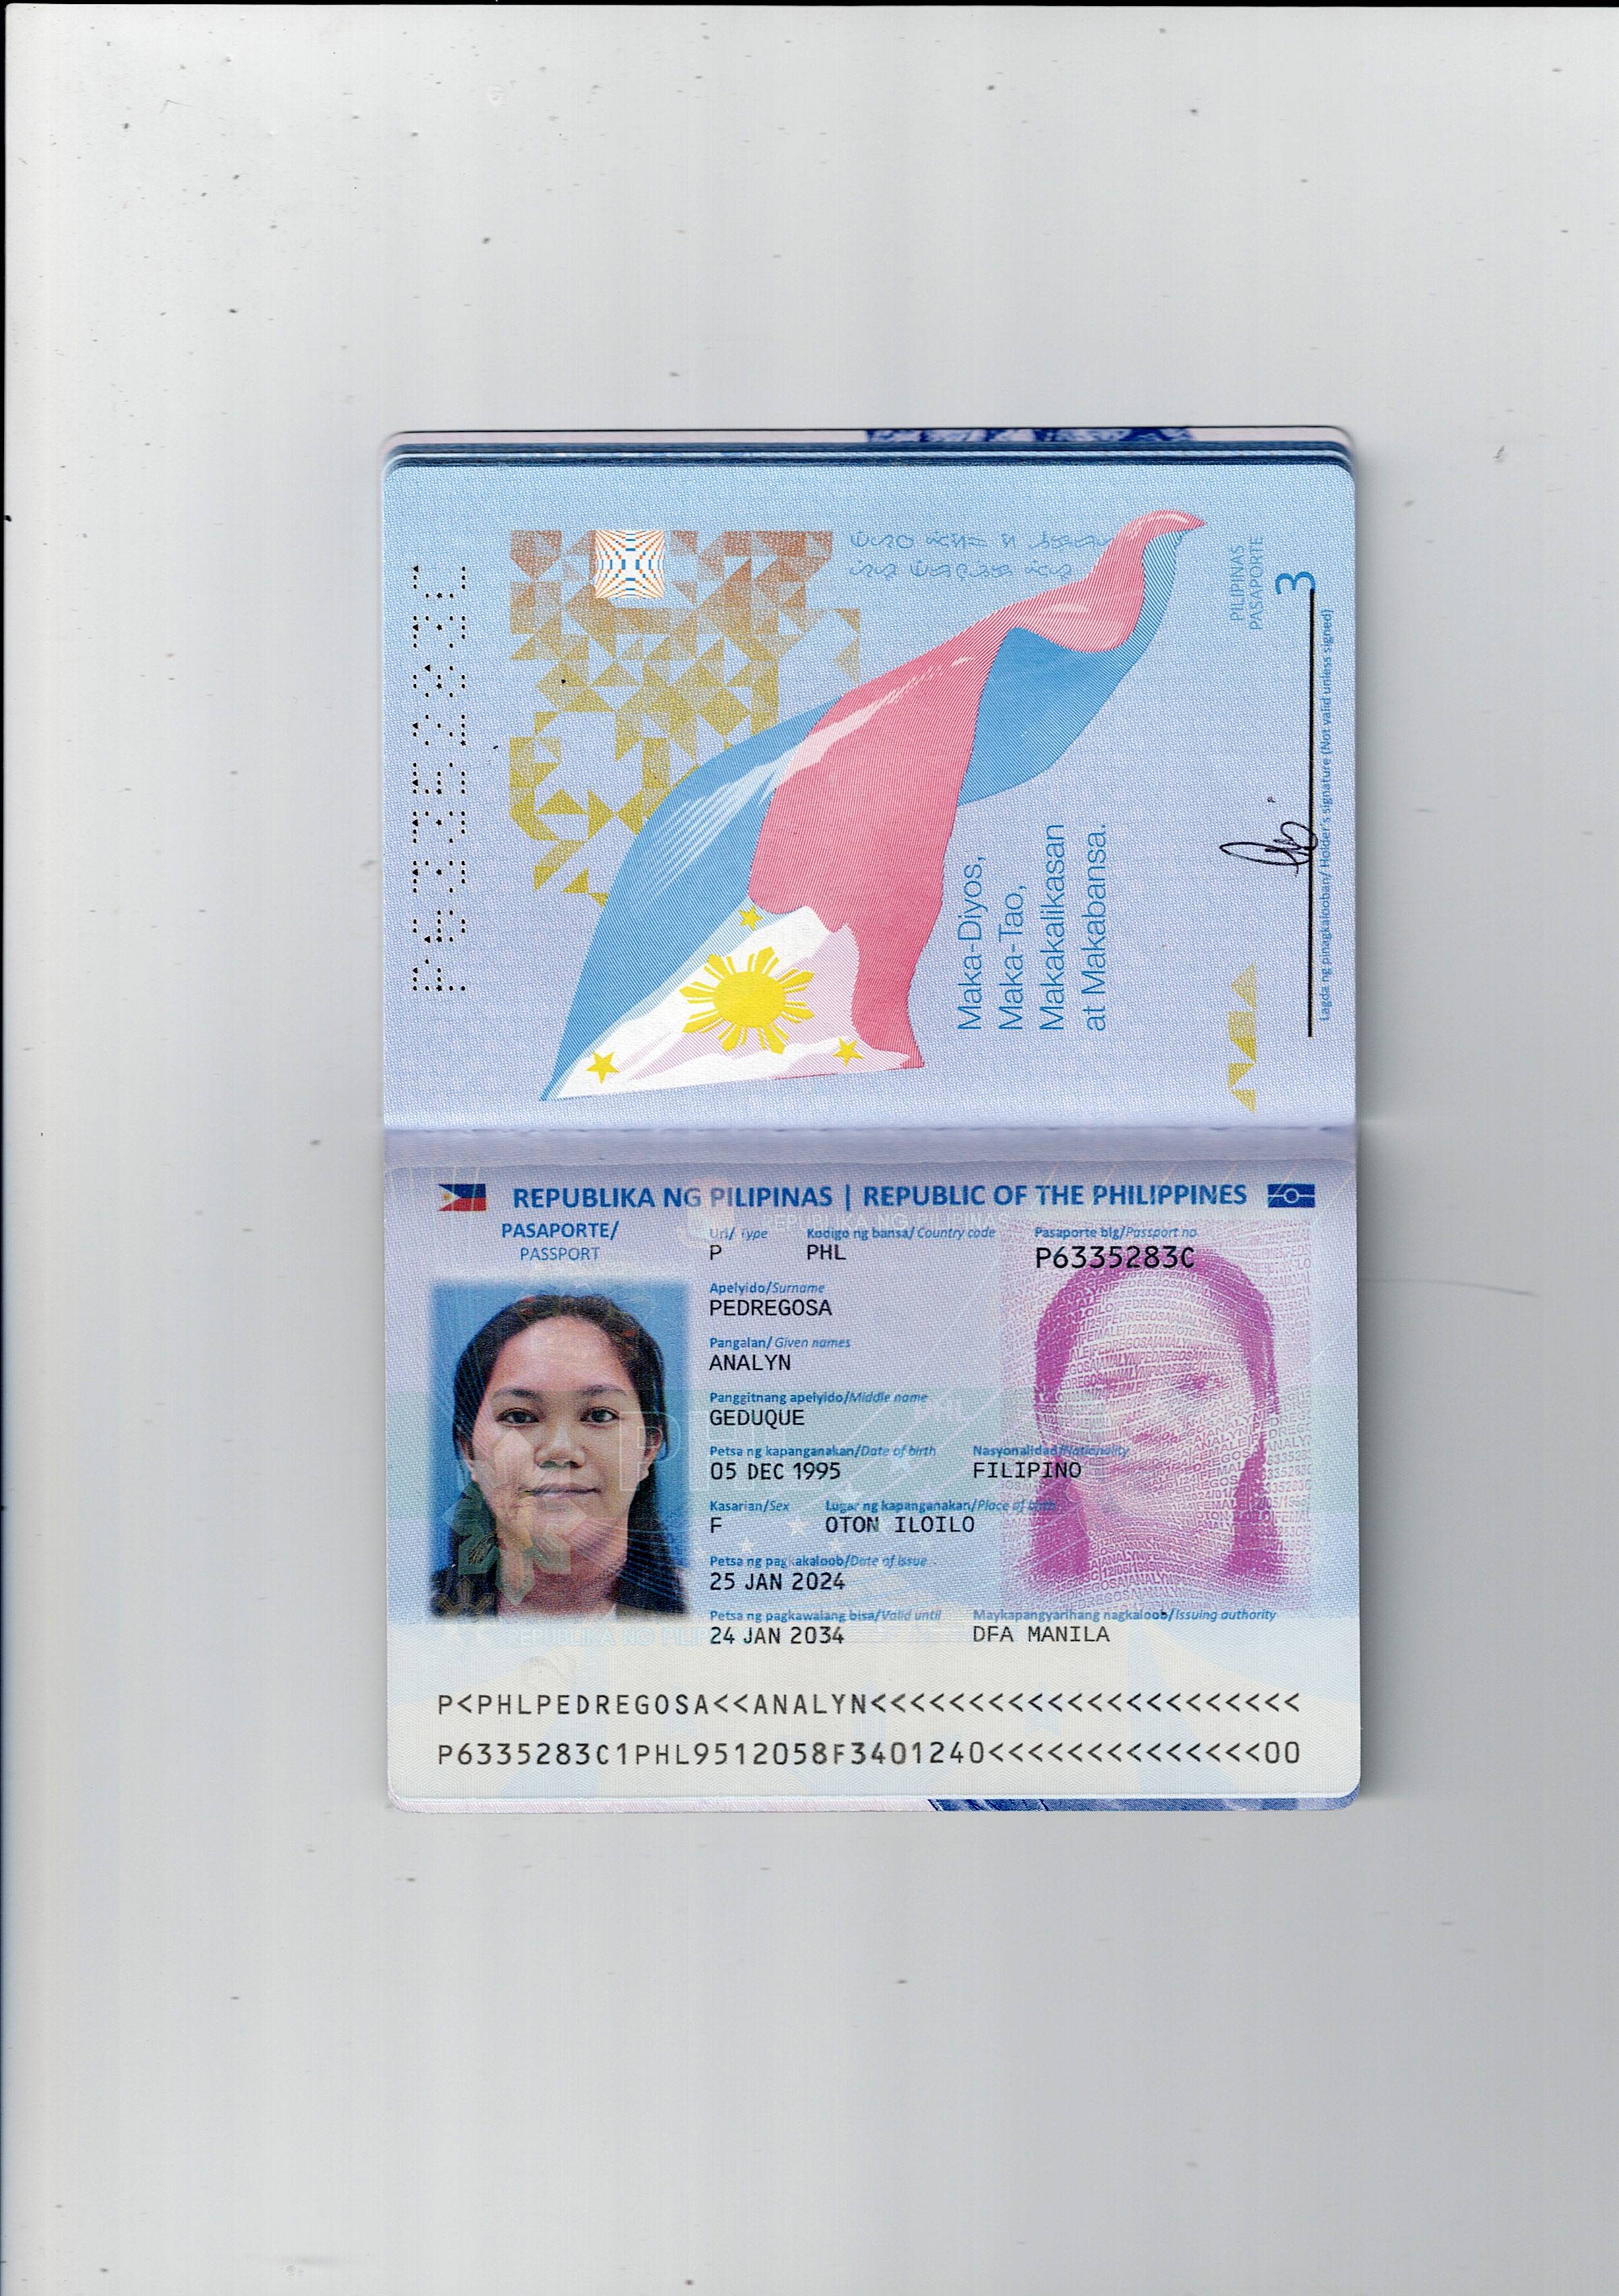 P6335283C
PILIPINAS
PASAPORTE
3
Maka-Diyos,
Maka-Tao,
Makakalikasan
at Makabansa.
Lagda ng pinagkalooban/ Holder's signature (Not valid unless signed)
REPUBLIKA NG PILIPINAS | REPUBLIC OF THE PHILIPPINES
PASAPORTE/
PASSPORT
Uri/ Type
P
Kodigo ng bansa/ Country code
PHL
Pasaporte blg/Passport no
P6335283C
Apelyido/Surname
PEDREGOSA
Pangalan/ Given names
ANALYN
Panggitnang apelyido/Middle name
GEDUQUE
Petsa ng kapanganakan/Date of birth
05 DEC 1995
Nasyonalidad/Nationality
FILIPINO
Kasarian/Sex
F
Lugar ng kapanganakan/Place of birth
OTON ILOILO
Petsa ng pagkakaloob/Date of issue
25 JAN 2024
Petsa ng pagkawalang bisa/Valid until
24 JAN 2034
Maykapangyarihang nagkaloob/Issuing authority
DFA MANILA
P<PHLPEDREGOSA<<ANALYN<<<<<<<<<<<<<<<<<<<<<<
P6335283C1PHL9512058F3401240<<<<<<<<<<<<<<00